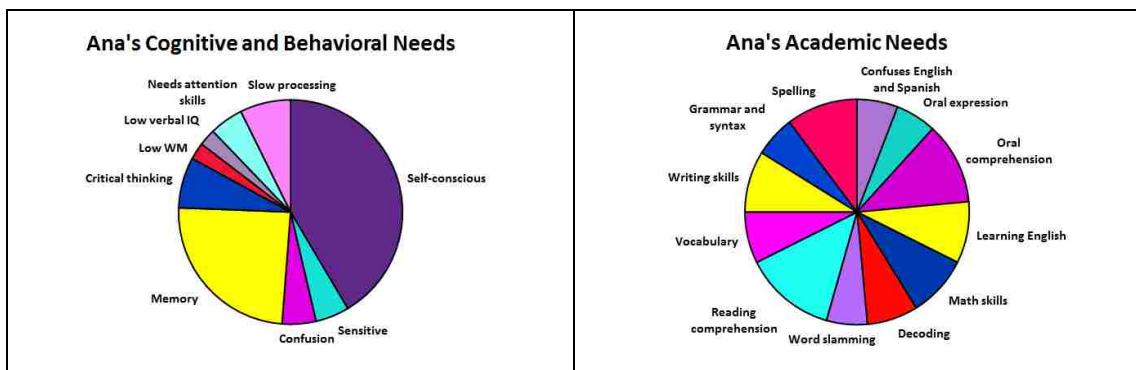 Ana's Cognitive and Behavioral Needs
Needs attention
skills
Slow processing
Low verbal IQ
Low WM
Critical thinking
Self-conscious
Memory
Sensitive
Confusion
Ana's Academic Needs
Confuses English
and Spanish
Spelling
Oral expression
Grammar and
syntax
Oral
comprehension
Writing skills
Learning English
Vocabulary
Math skills
Reading
comprehension
Decoding
Word slamming